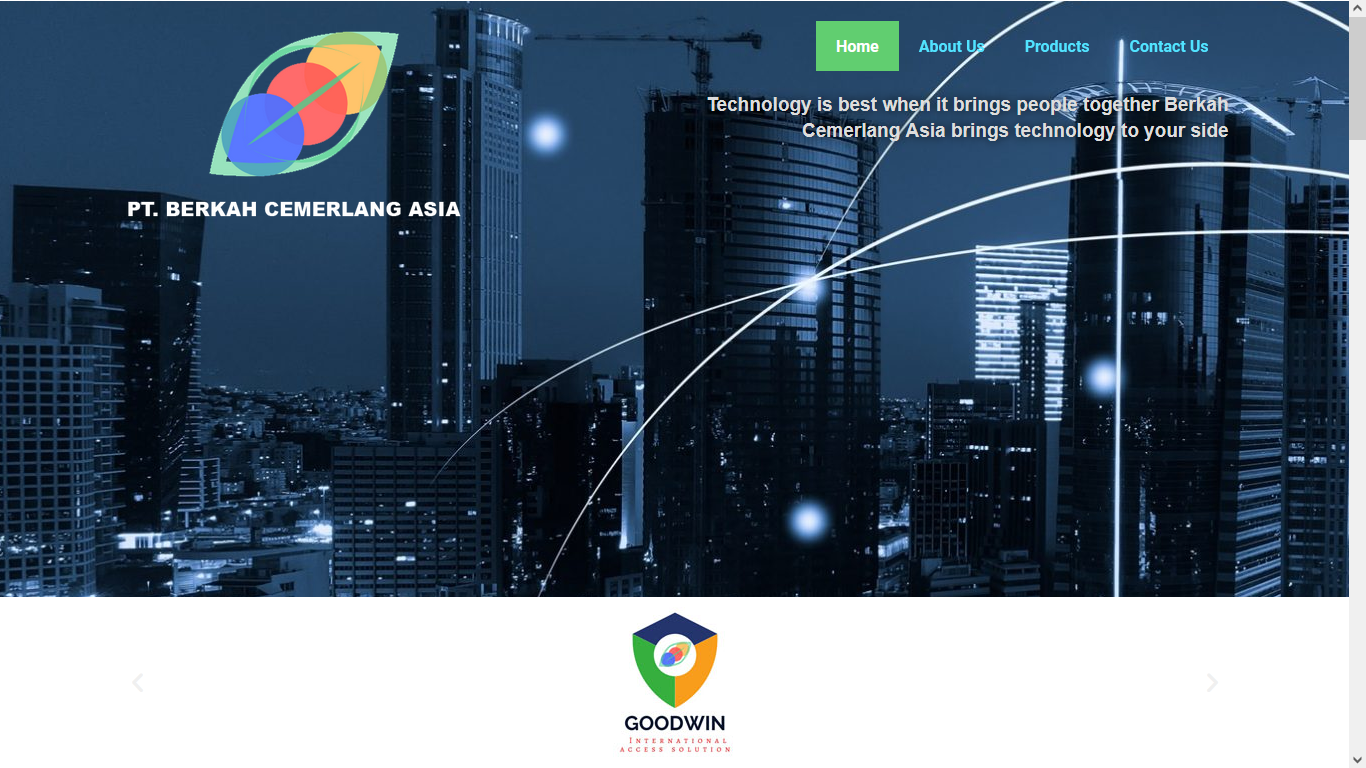 Home
About Us
Products
Contact Us
Technology is best when it brings people together Berkah
Cemerlang Asia brings technology to your side
PT. BERKAH CEMERLANG ASIA
GOODWIN
INTERNATIONAL
ACCESS SOLUTION